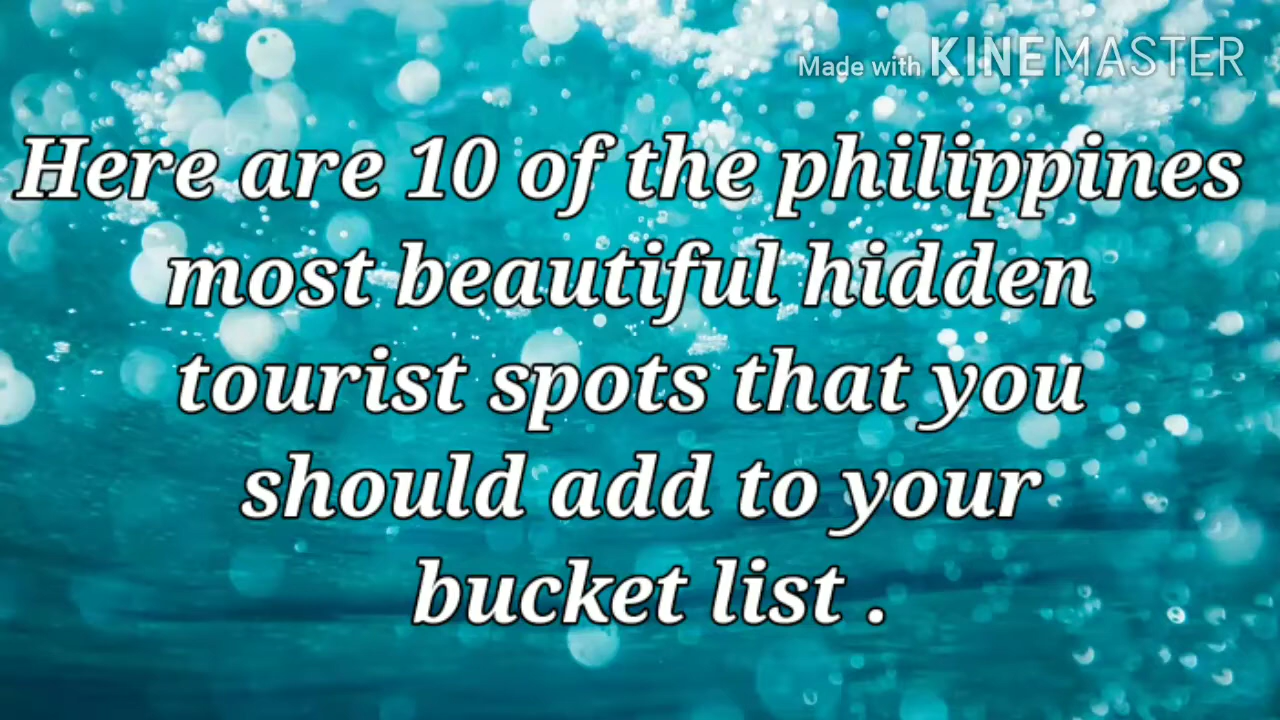 Made with KINEMASTER
Here are 10 of the philippines
most beautiful hidden
tourist spots that you
should add to your
bucket list .